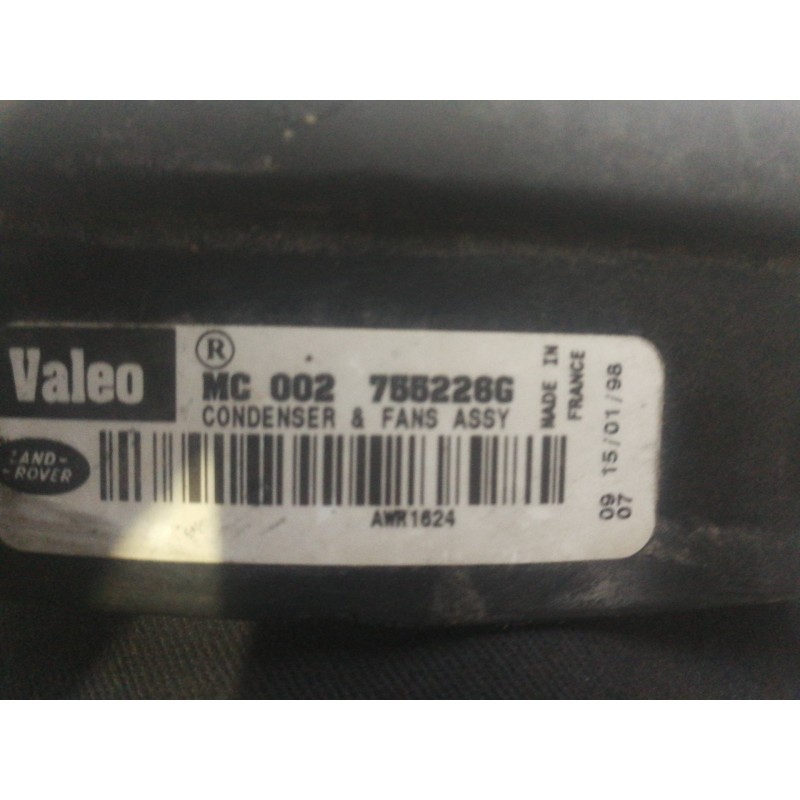 Valeo ®
MC 002 755226G
CONDENSER & FANS ASSY
MADE IN
FRANCE
LAND-
ROVER
AWR1624
09 15/01/98
07